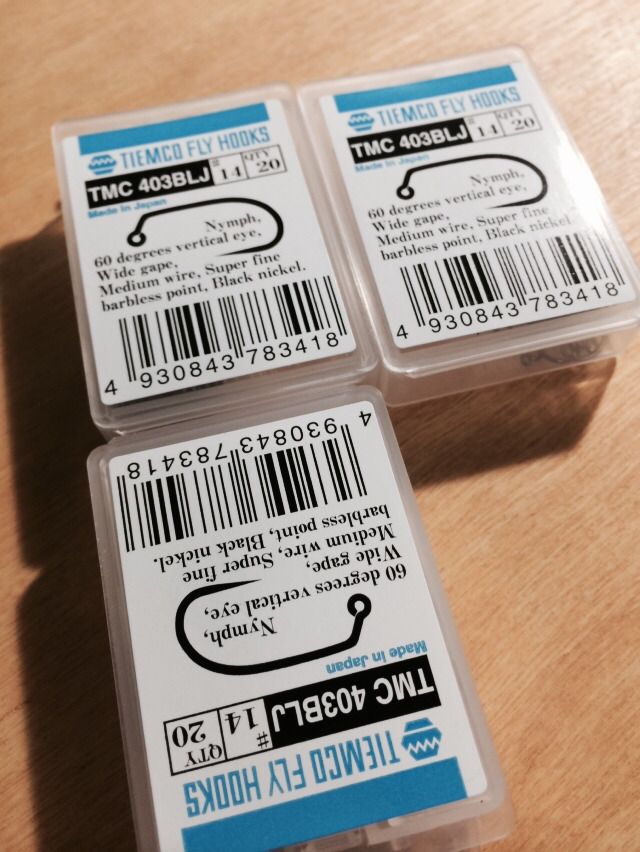 TIEMCO FLY HOOKS
TMC 403BLJ # 14 QTY 20
Made in Japan
Nymph,
60 degrees vertical eye,
Wide gape,
Medium wire, Super fine
barbless point, Black nickel.
4 930843 783418
TIEMCO FLY HOOKS
TMC 403BLJ # 14 QTY 20
Made in Japan
Nymph,
60 degrees vertical eye,
Wide gape,
Medium wire, Super fine
barbless point, Black nickel.
4 930843 783418
TIEMCO FLY HOOKS
TMC 403BLJ # 14 QTY 20
Made in Japan
Nymph,
60 degrees vertical eye,
Wide gape,
Medium wire, Super fine
barbless point, Black nickel.
4 930843 783418